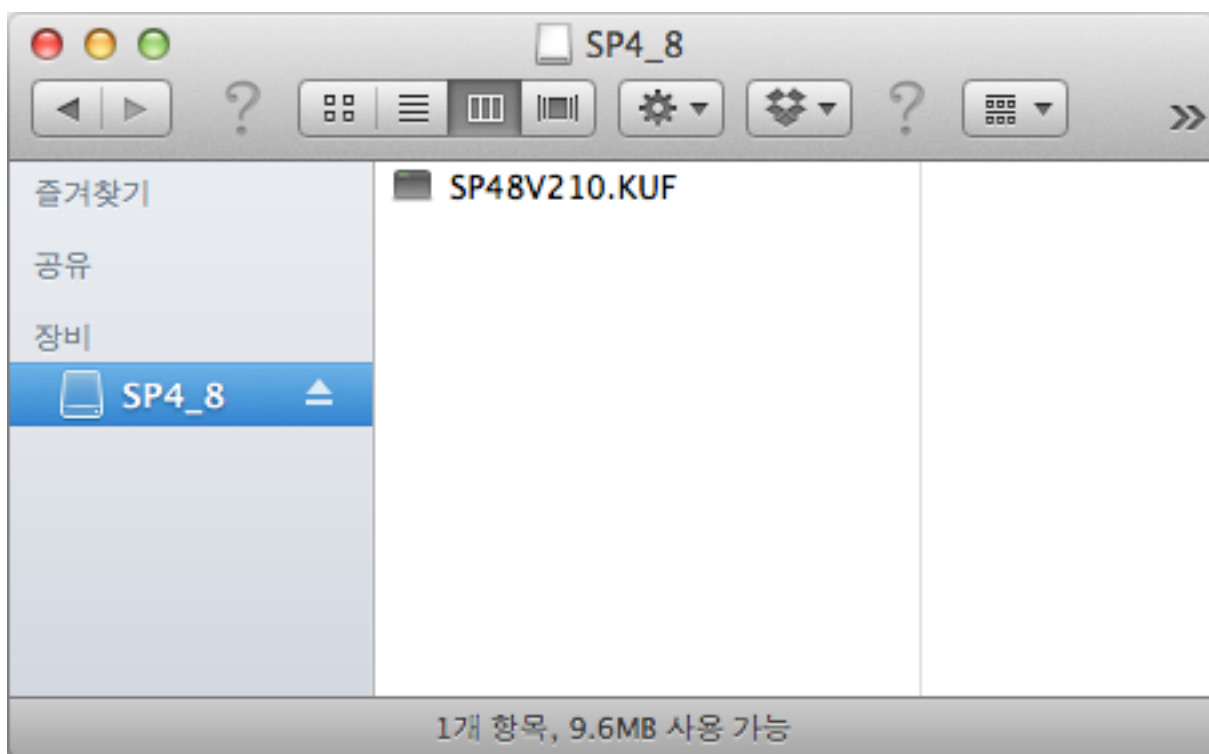 SP4_8
즐겨찾기
SP48V210.KUF
공유
장비
SP4_8
1개 항목, 9.6MB 사용 가능